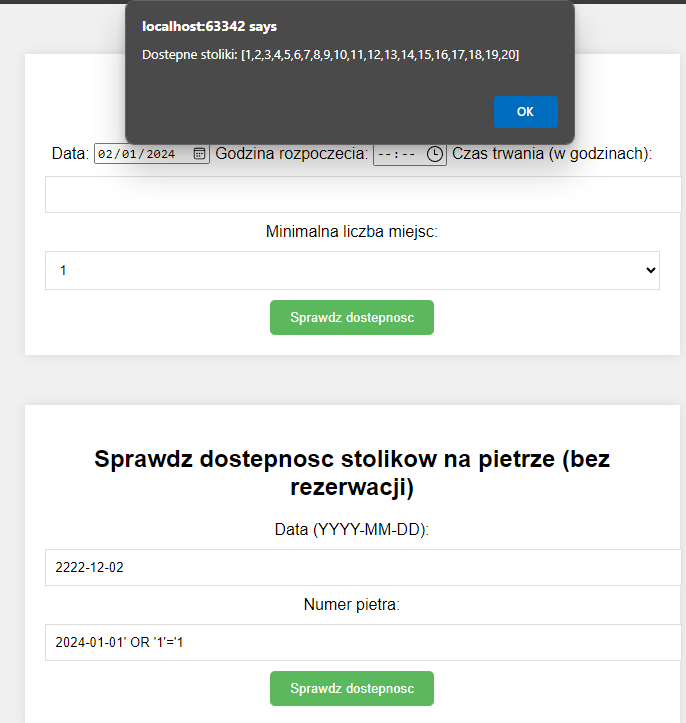 localhost:63342 says
Dostepne stoliki: [1,2,3,4,5,6,7,8,9,10,11,12,13,14,15,16,17,18,19,20]
OK
Data: 02/01/2024 Godzina rozpoczecia: --:-- Czas trwania (w godzinach):
Minimalna liczba miejsc:
1
Sprawdz dostepnosc
Sprawdz dostepnosc stolikow na pietrze (bez
rezerwacji)
Data (YYYY-MM-DD):
2222-12-02
Numer pietra:
2024-01-01' OR '1'='1
Sprawdz dostepnosc